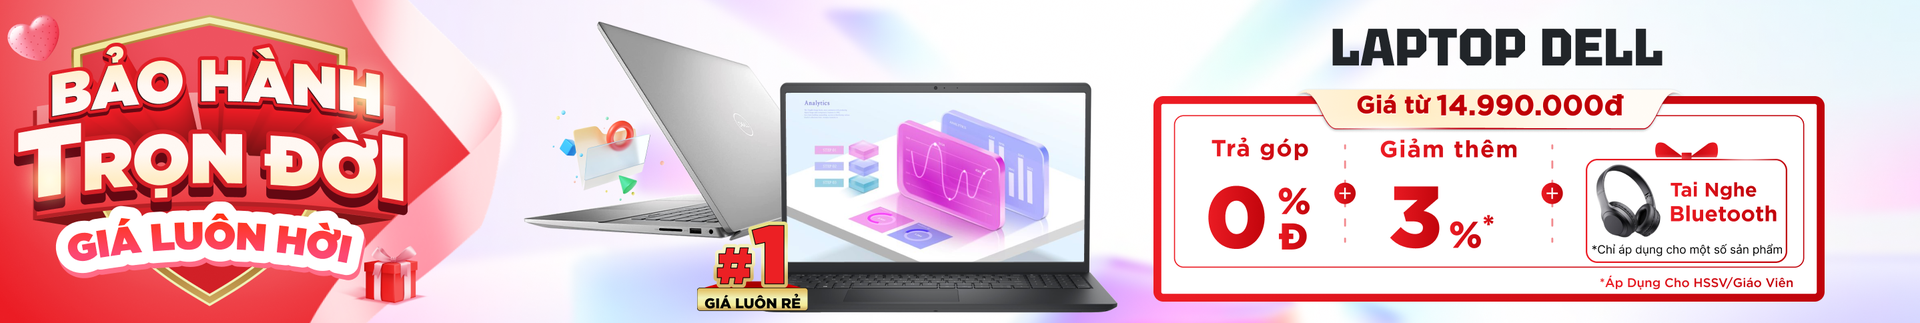 BẢO HÀNH
TRỌN ĐỜI
GIÁ LUÔN HỜI
Analytics
#1
GIÁ LUÔN RẺ
LAPTOP DELL
Giá từ 14.990.000đ
Trả góp
0%Đ
+
Giảm thêm
3%*
+
Tai Nghe
Bluetooth
*Chỉ áp dụng cho một số sản phẩm
*Áp Dụng Cho HSSV/Giáo Viên